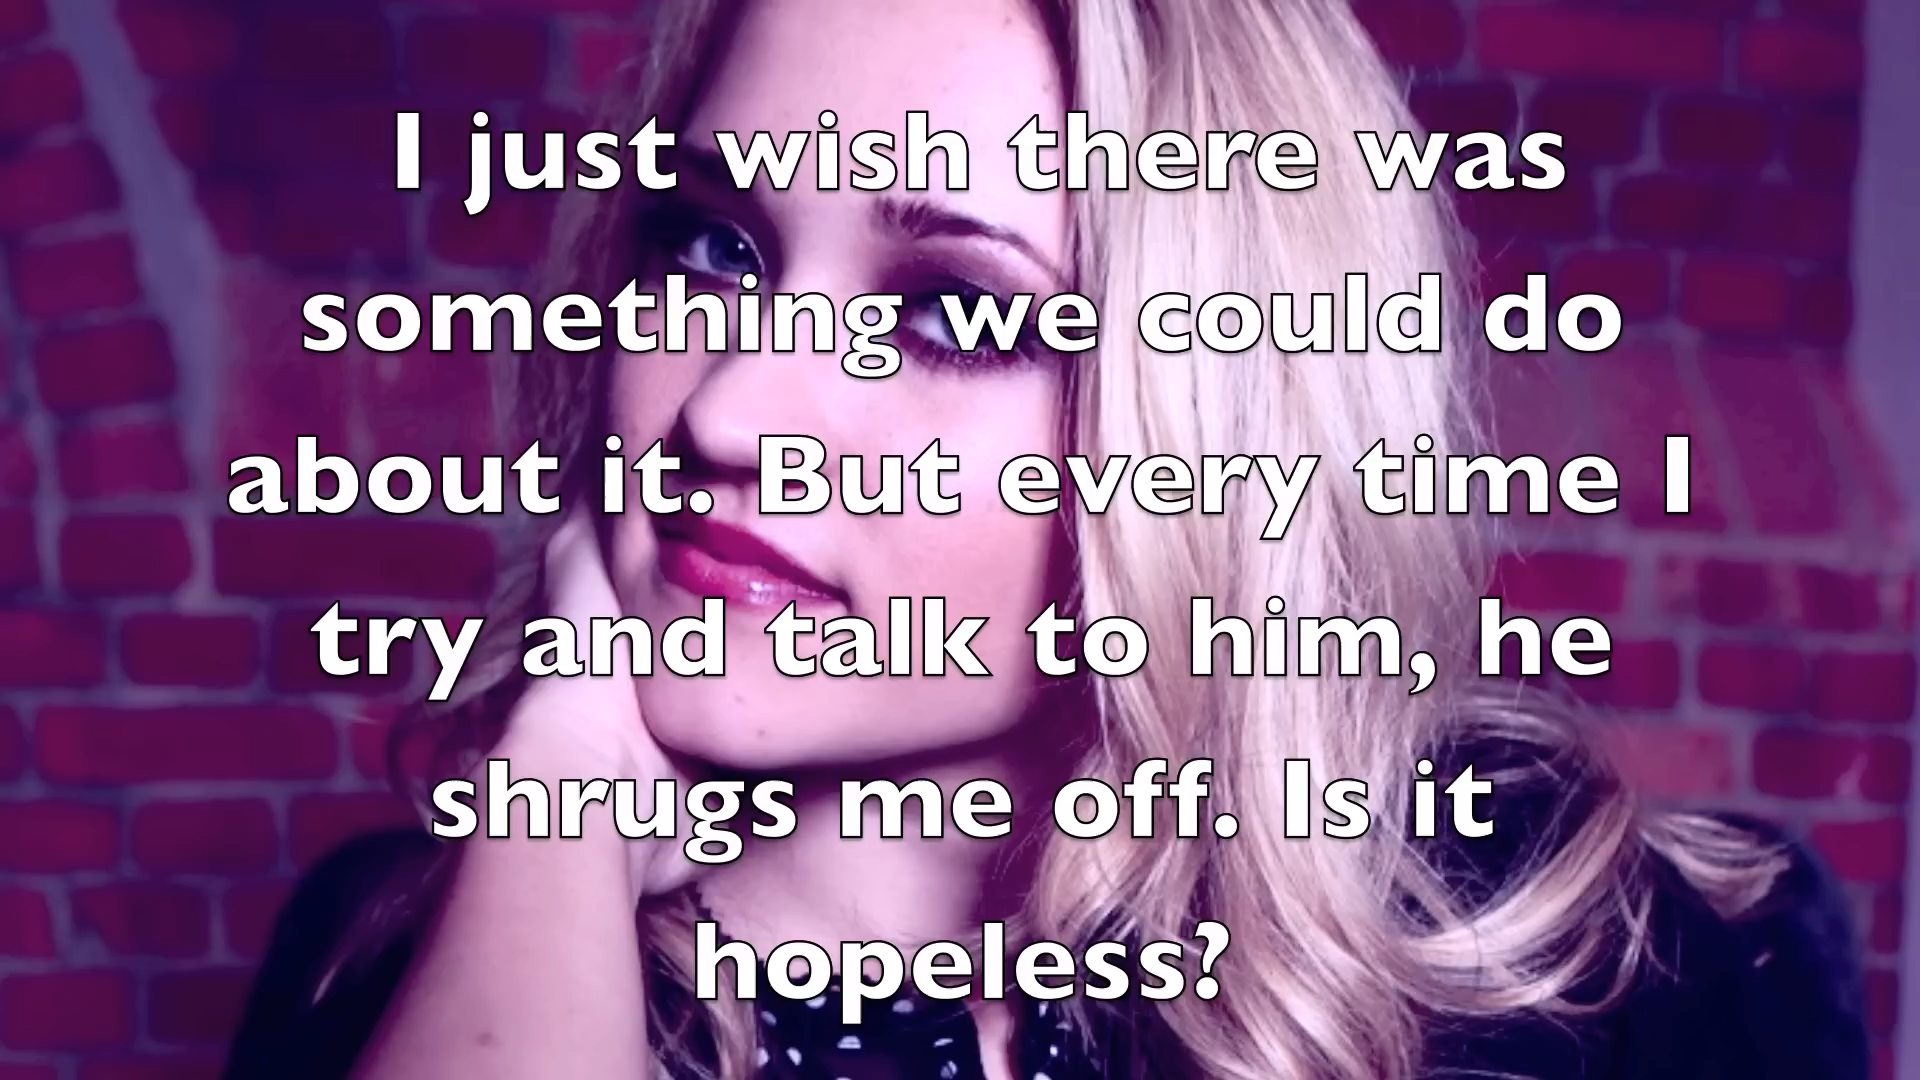 I just wish there was
something we could do
about it. But every time I
try and talk to him, he
shrugs me off. Is it
hopeless?